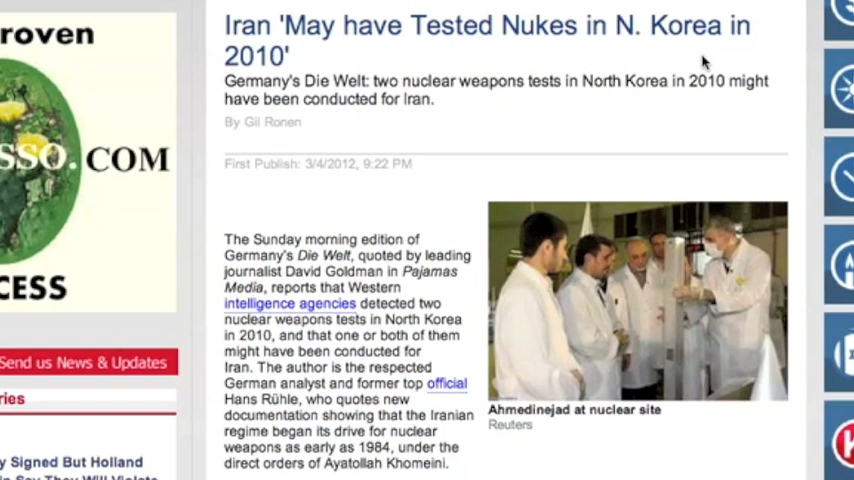 roven
SSO.COM
CESS
Send us News & Updates
ries
y Signed But Holland
Iran 'May have Tested Nukes in N. Korea in
2010'
Germany's Die Welt: two nuclear weapons tests in North Korea in 2010 might
have been conducted for Iran.
By Gil Ronen
First Publish: 3/4/2012, 9:22 PM
The Sunday morning edition of
Germany's Die Welt, quoted by leading
journalist David Goldman in Pajamas
Media, reports that Western
intelligence agencies detected two
nuclear weapons tests in North Korea
in 2010, and that one or both of them
might have been conducted for
Iran. The author is the respected
German analyst and former top official
Hans Rühle, who quotes new
documentation showing that the Iranian
regime began its drive for nuclear
weapons as early as 1984, under the
direct orders of Ayatollah Khomeini.
Ahmedinejad at nuclear site
Reuters